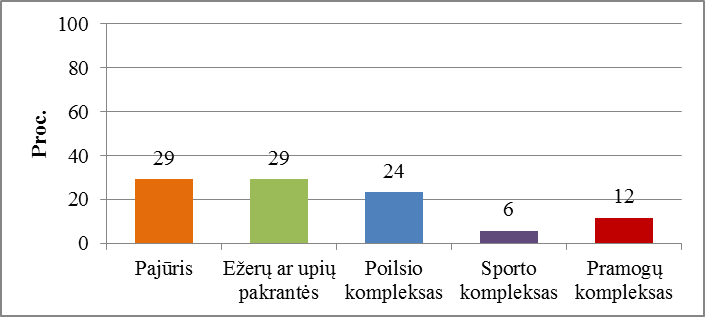 100
80
60
40
20
0
Proc.
29
29
24
6
12
Pajūris
Ežerų ar upių
pakrantės
Poilsio
kompleksas
Sporto
kompleksas
Pramogų
kompleksas